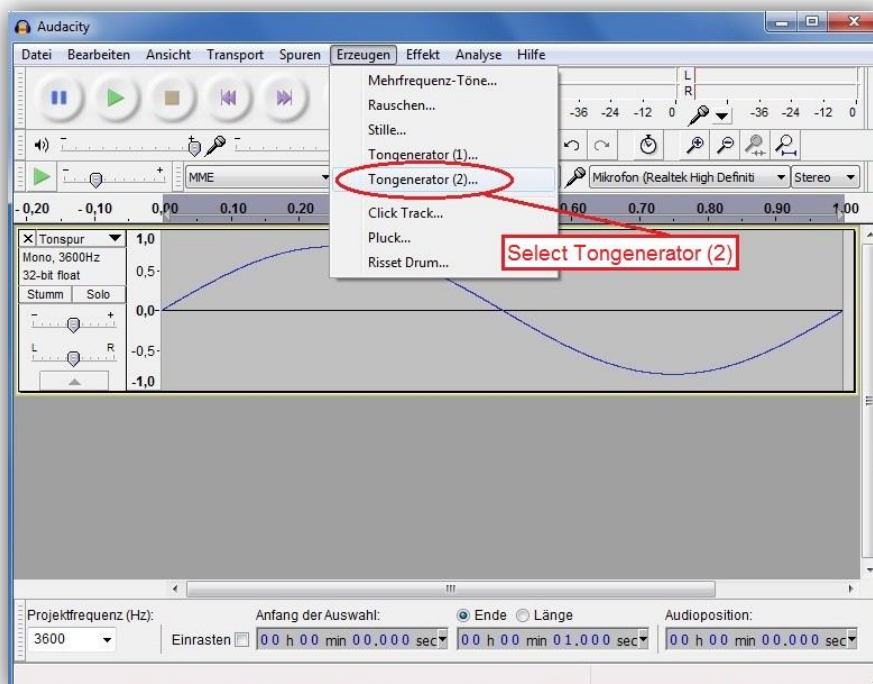 Audacity
Datei Bearbeiten Ansicht Transport Spuren Erzeugen Effekt Analyse Hilfe
Mehrfrequenz-Töne...
Rauschen...
Stille...
Tongenerator (1)...
Tongenerator (2)...
Click Track...
Pluck...
Risset Drum...
L
R
-36 -24 -12 0 -36 -24 -12 0
MME Mikrofon (Realtek High Definiti Stereo
- 0,20 - 0,10 0,00 0,10 0,20 0,60 0,70 0,80 0,90 1,00
Select Tongenerator (2)
X Tonspur
Mono, 3600Hz
32-bit float
Stumm Solo
- +
L R
1,0
0,5-
0,0-
-0,5-
-1,0
Projektfrequenz (Hz): Anfang der Auswahl: Ende Länge Audioposition:
3600 Einrasten 00 h 00 min 00.000 sec 00 h 00 min 01.000 sec 00 h 00 min 00.000 sec